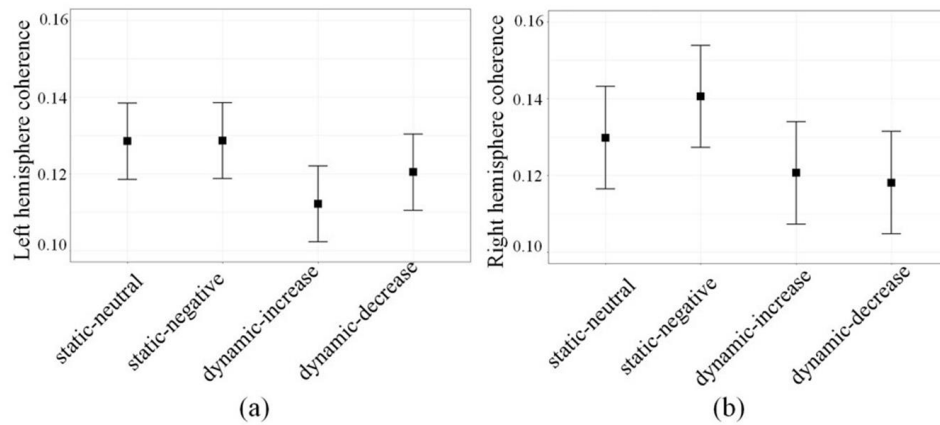 Left hemisphere coherence
0.16
0.14
0.12
0.10
static-neutral
static-negative
dynamic-increase
dynamic-decrease
(a)
Right hemisphere coherence
0.16
0.14
0.12
0.10
static-neutral
static-negative
dynamic-increase
dynamic-decrease
(b)